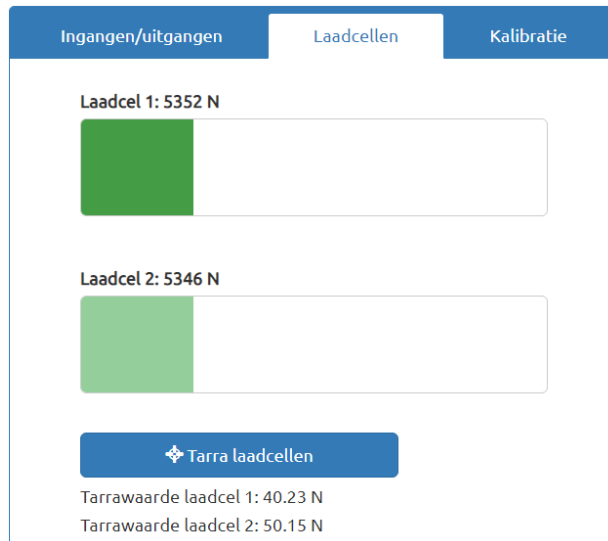 Ingangen/uitgangen Laadcellen Kalibratie
Laadcel 1: 5352 N
Laadcel 2: 5346 N
Tarra laadcellen
Tarrawaarde laadcel 1: 40.23 N
Tarrawaarde laadcel 2: 50.15 N